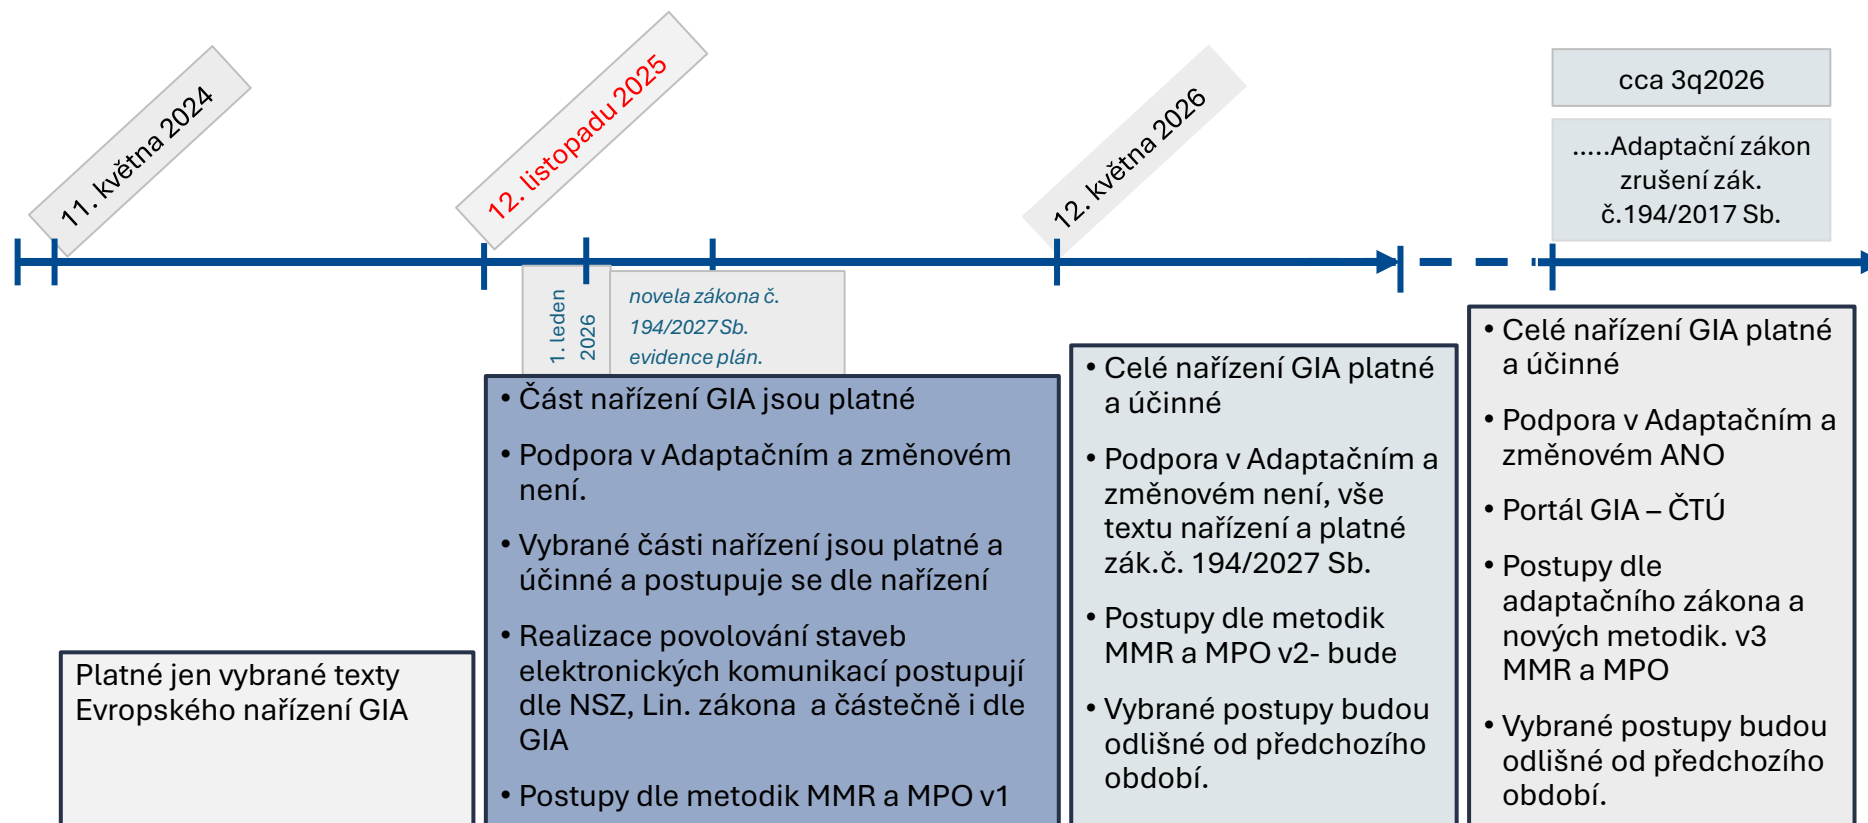 11. května 2024
12. listopadu 2025
12. května 2026
cca 3q2026
.....Adaptační zákon
zrušení zák.
č.194/2017 Sb.
1. leden
2026
novela zákona č.
194/2027 Sb.
evidence plán.
Platné jen vybrané texty
Evropského nařízení GIA
• Část nařízení GIA jsou platné
• Podpora v Adaptačním a změnovém
není.
• Vybrané části nařízení jsou platné a
účinné a postupuje se dle nařízení
• Realizace povolování staveb
elektronických komunikací postupují
dle NSZ, Lin. zákona  a částečně i dle
GIA
• Postupy dle metodik MMR a MPO v1
• Celé nařízení GIA platné
a účinné
• Podpora v Adaptačním a
změnovém není, vše
textu nařízení a platné
zák.č. 194/2027 Sb.
• Postupy dle metodik
MMR a MPO v2- bude
• Vybrané postupy budou
odlišné od předchozího
období.
• Celé nařízení GIA platné
a účinné
• Podpora v Adaptačním a
změnovém ANO
• Portál GIA – ČTÚ
• Postupy dle
adaptačního zákona a
nových metodik. v3
MMR a MPO
• Vybrané postupy budou
odlišné od předchozího
období.